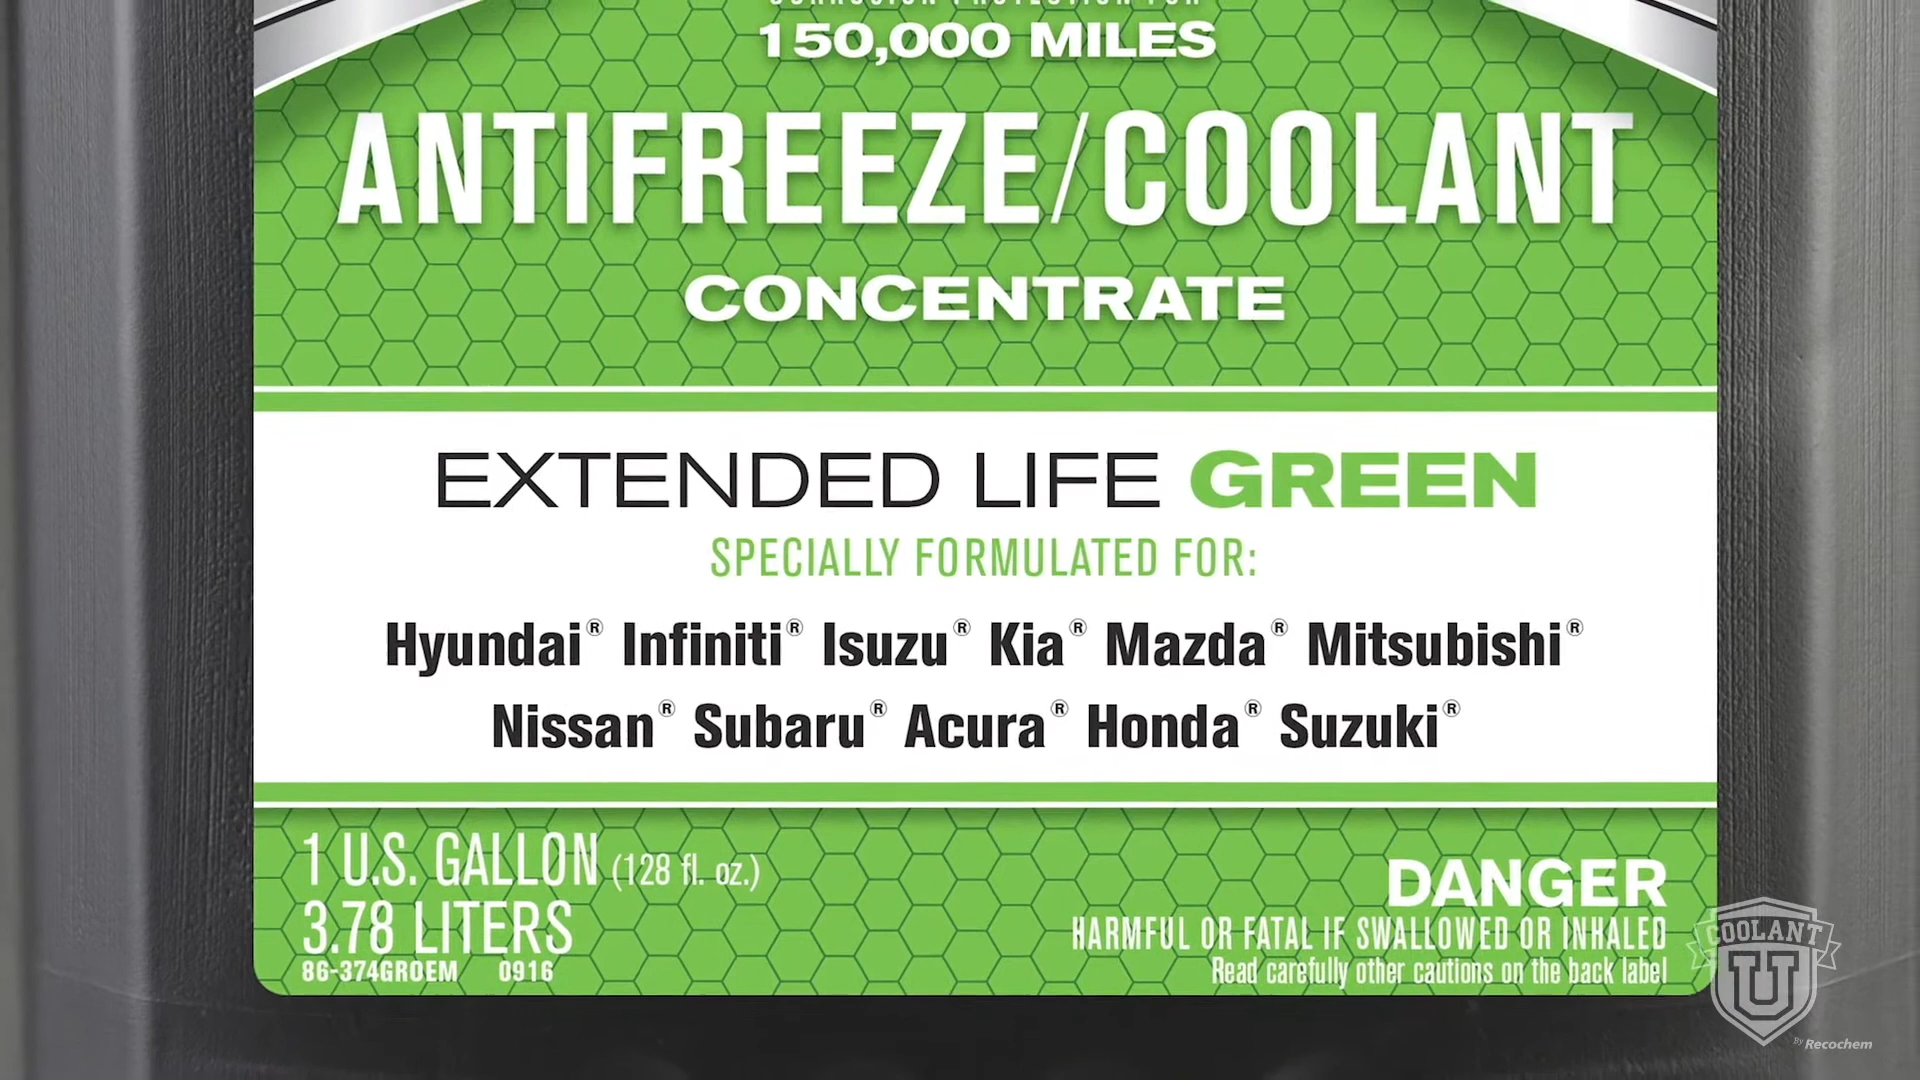 150,000 MILES
ANTIFREEZE/COOLANT
CONCENTRATE
EXTENDED LIFE GREEN
SPECIALLY FORMULATED FOR:
Hyundai® Infiniti® Isuzu® Kia® Mazda® Mitsubishi®
Nissan® Subaru® Acura® Honda® Suzuki®
1 U.S. GALLON (128 fl. oz.)
3.78 LITERS
86-374GROEM 0916
DANGER
HARMFUL OR FATAL IF SWALLOWED OR INHALED
Read carefully other cautions on the back label
COOLANT
U
By Recochem